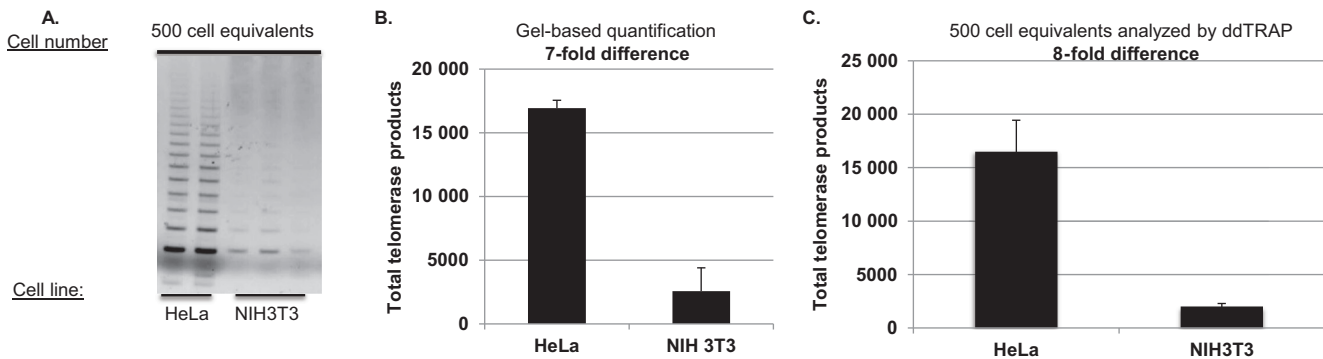 A.
Cell number
500 cell equivalents
Cell line:
HeLa
NIH3T3
B.
Gel-based quantification
7-fold difference
Total telomerase products
20 000
15 000
10 000
5000
0
HeLa
NIH 3T3
C.
500 cell equivalents analyzed by ddTRAP
8-fold difference
Total telomerase products
25 000
20 000
15 000
10 000
5000
0
HeLa
NIH3T3